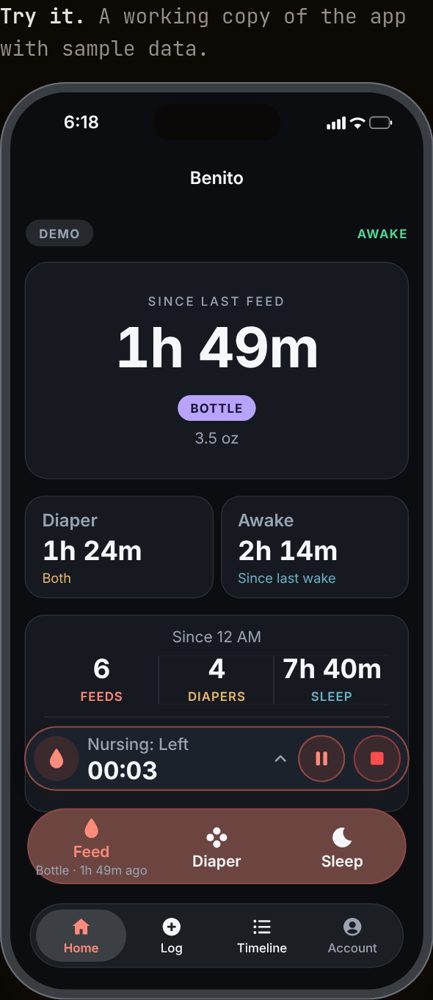 Try it. A working copy of the app
with sample data.
6:18
Benito
DEMO
AWAKE
SINCE LAST FEED
1h 49m
BOTTLE
3.5 oz
Diaper
1h 24m
Both
Awake
2h 14m
Since last wake
Since 12 AM
6
FEEDS
4
DIAPERS
7h 40m
SLEEP
Nursing: Left
00:03
Feed
Bottle · 1h 49m ago
Diaper
Sleep
Home
Log
Timeline
Account